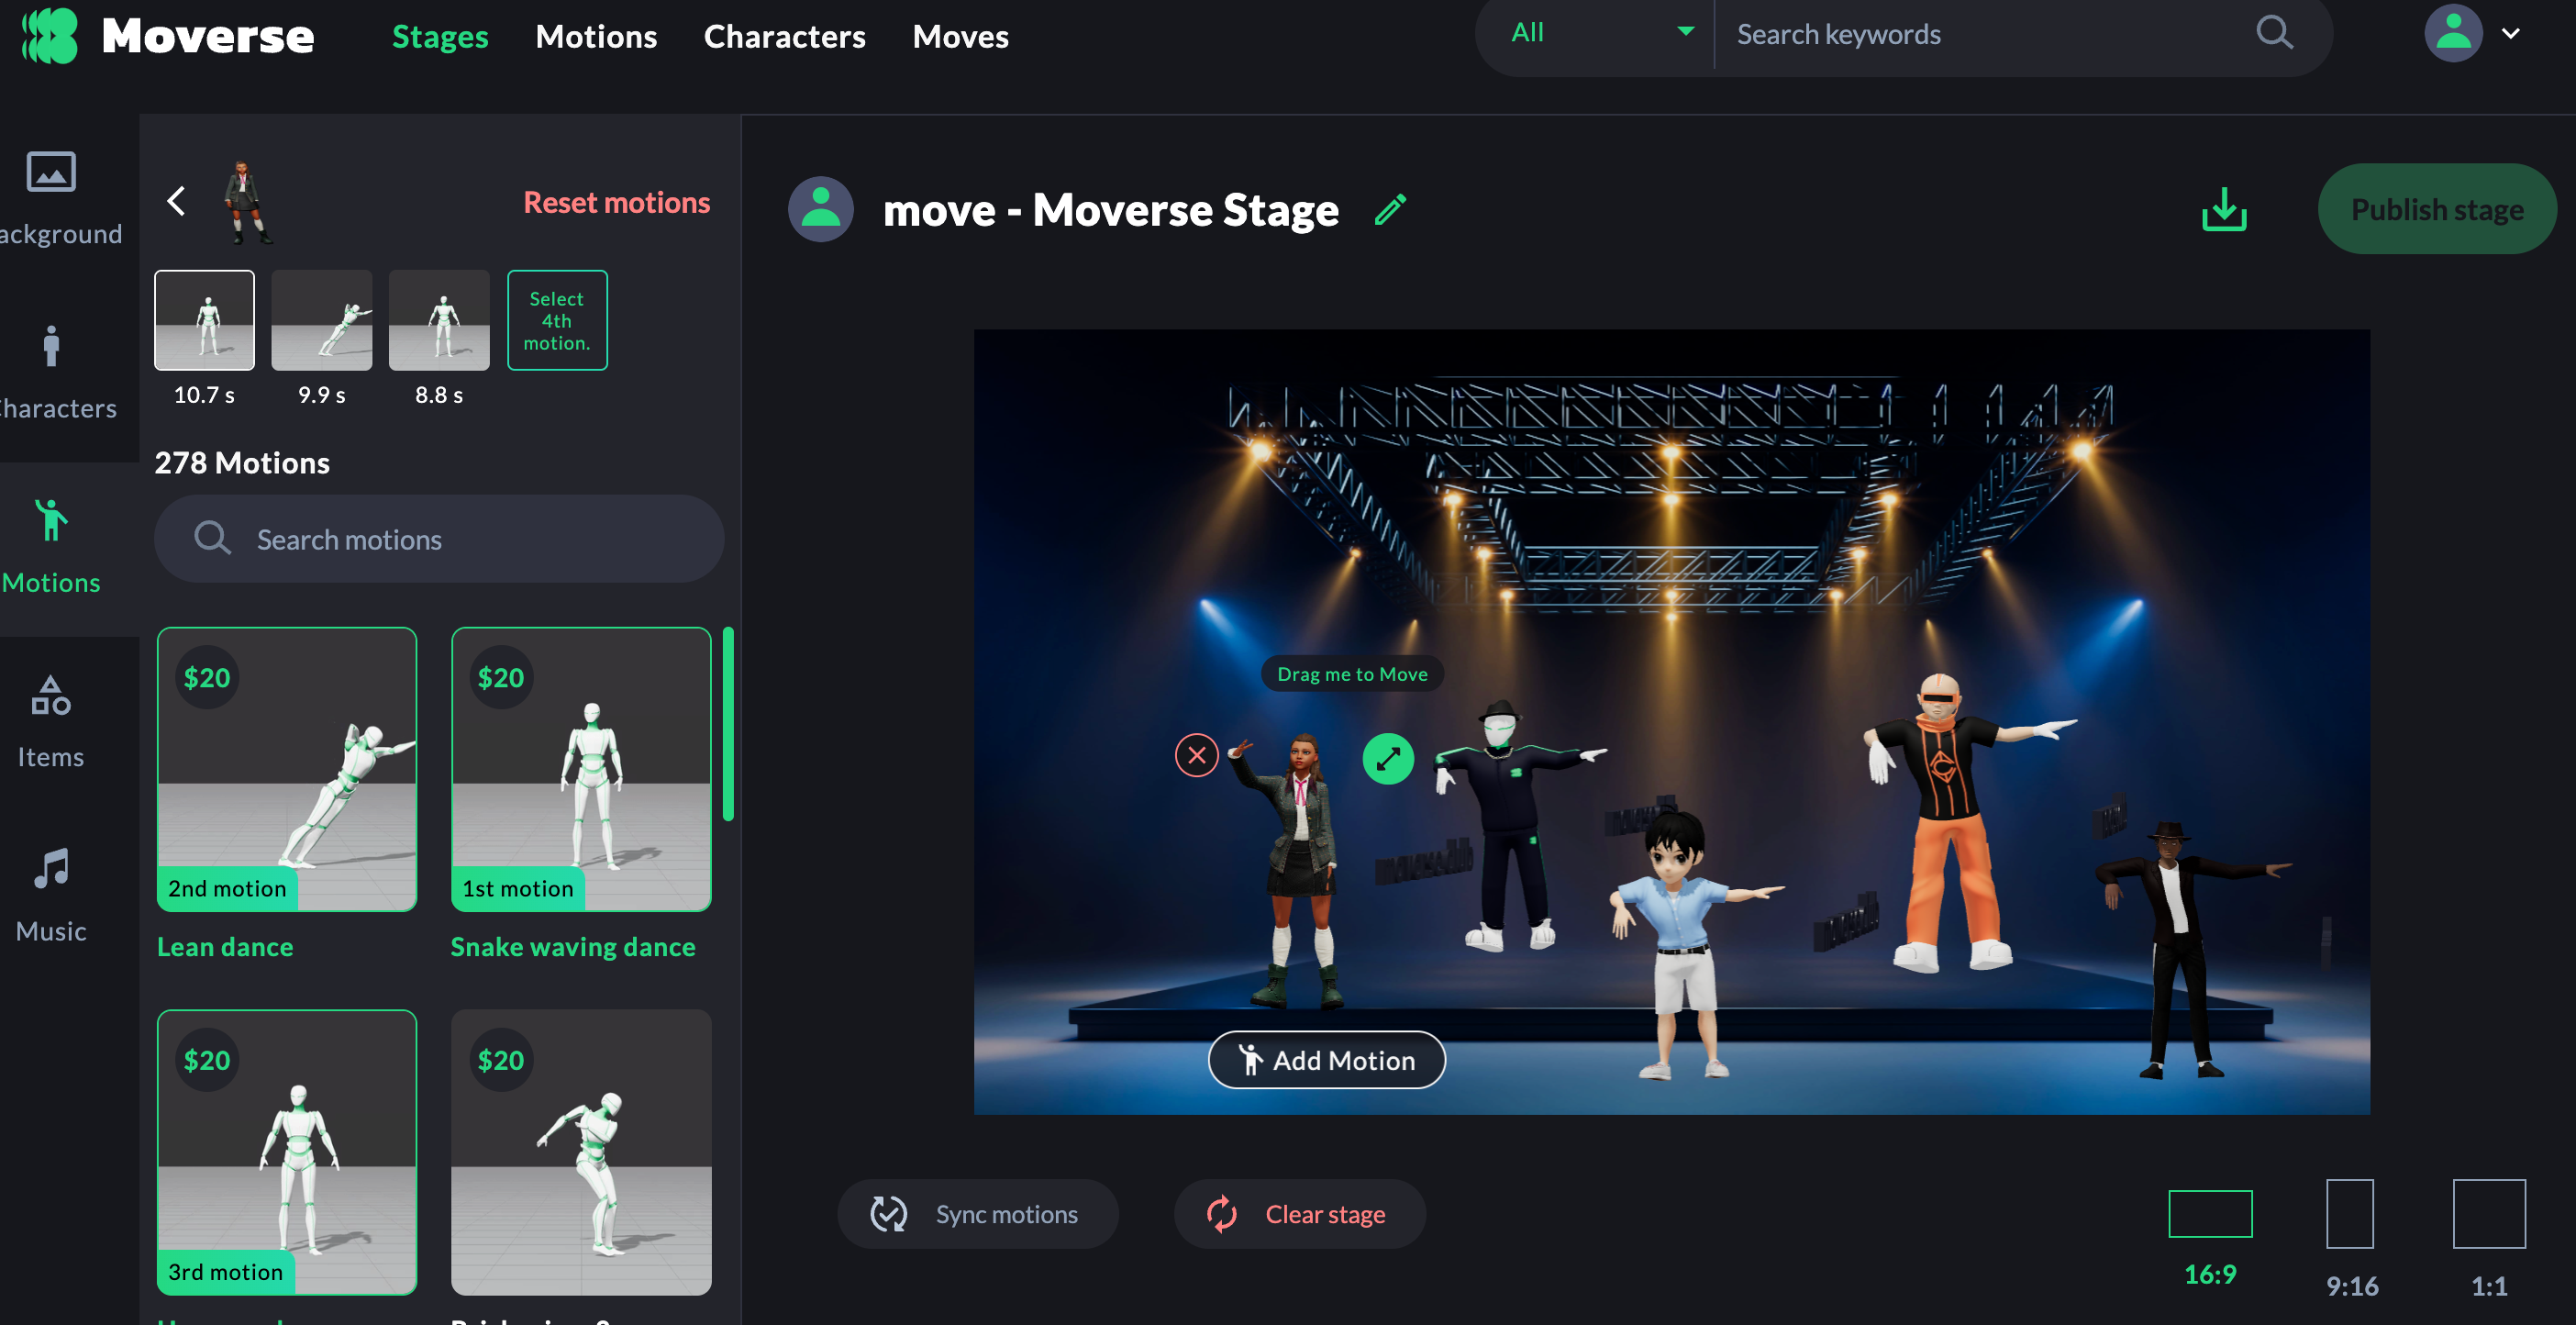 Moverse
Stages
Motions
Characters
Moves
All
Search keywords
ackground
haracters
Motions
Items
Music
Reset motions
Select
4th
motion.
10.7 s
9.9 s
8.8 s
278 Motions
Search motions
$20
2nd motion
Lean dance
$20
1st motion
Snake waving dance
$20
3rd motion
$20
move - Moverse Stage
Publish stage
Drag me to Move
Add Motion
Sync motions
Clear stage
16:9
9:16
1:1